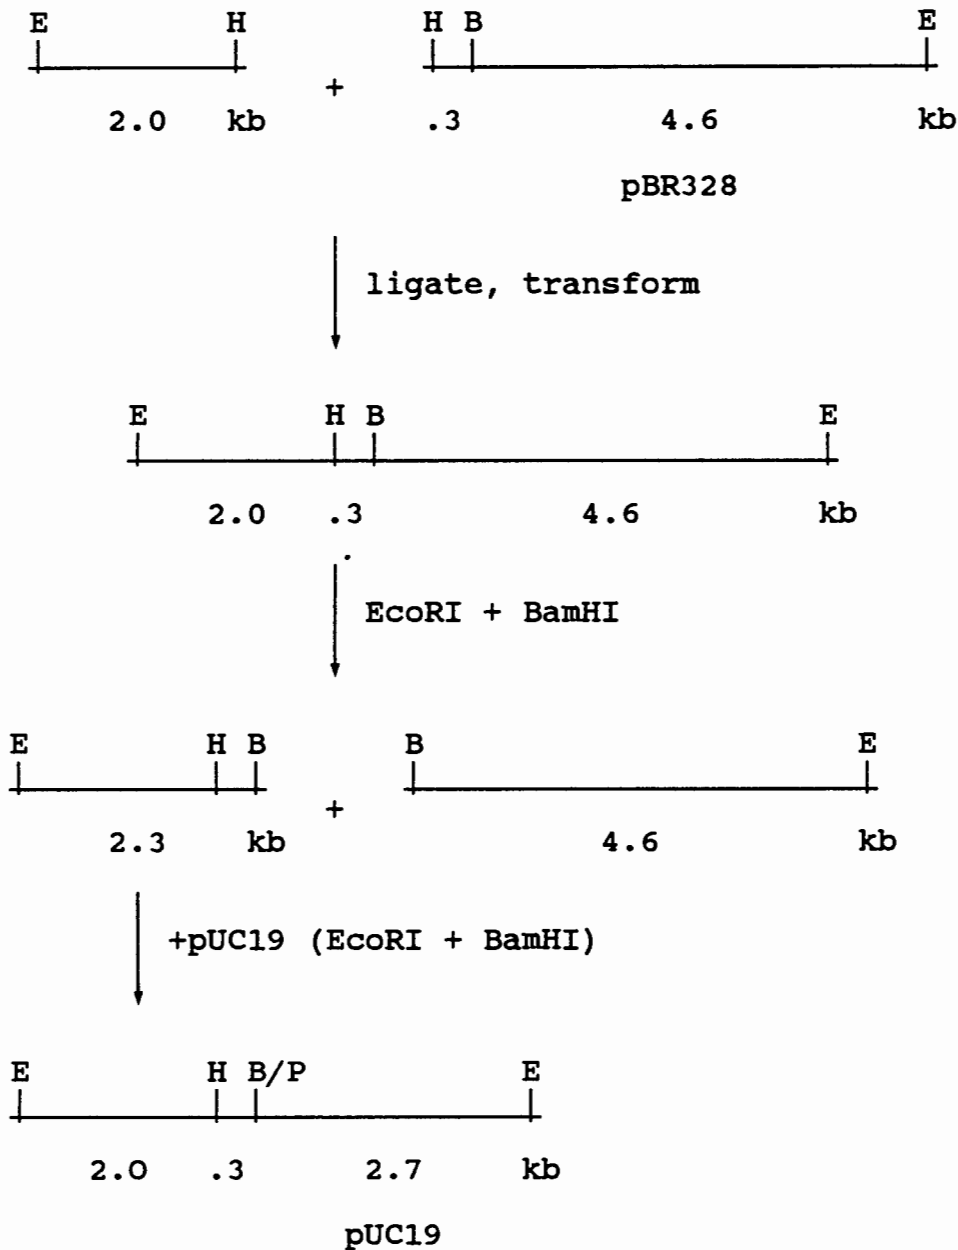 E H H B E
+
2.0 kb .3 4.6 kb
pBR328
ligate, transform
E H B E
2.0 .3 4.6 kb
EcoRI + BamHI
E H B B E
+
2.3 kb 4.6 kb
+pUC19 (EcoRI + BamHI)
E H B/P E
2.0 .3 2.7 kb
pUC19